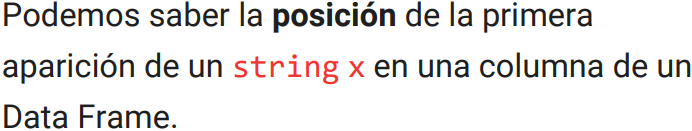 Podemos saber la posición de la primera
aparición de un string x en una columna de un
Data Frame.